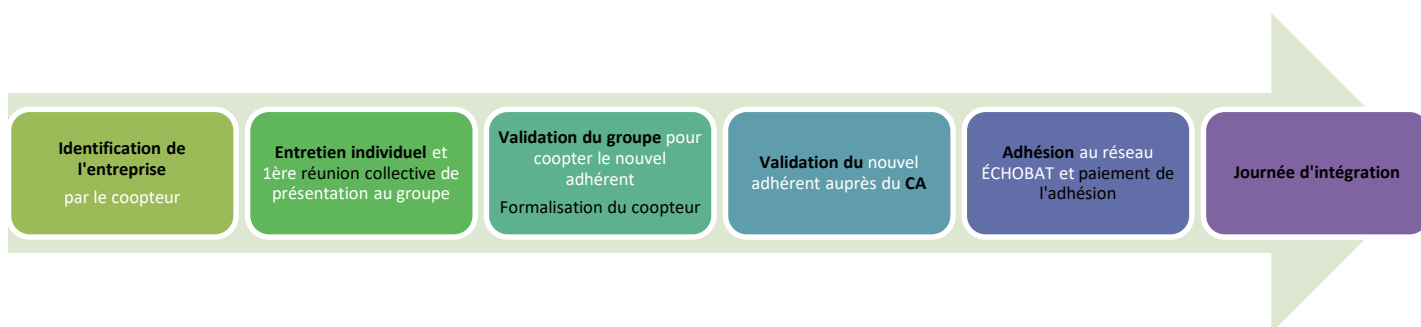 Identification de
l'entreprise
par le coopteur
Entretien individuel et
1ère réunion collective de
présentation au groupe
Validation du groupe pour
coopter le nouvel
adhérent
Formalisation du coopteur
Validation du nouvel
adhérent auprès du CA
Adhésion au réseau
ÉCHOBAT et paiement de
l'adhésion
Journée d'intégration